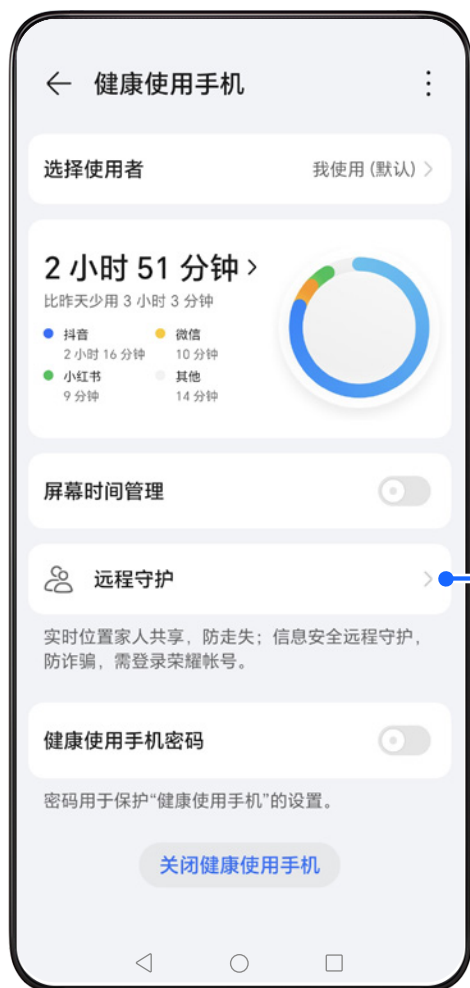 健康使用手机
选择使用者 我使用 (默认)
2 小时 51 分钟
比昨天少用 3 小时 3 分钟
抖音 微信
2 小时 16 分钟 10 分钟
小红书 其他
9 分钟 14 分钟
屏幕时间管理
远程守护
实时位置家人共享，防走失；信息安全远程守护，
防诈骗，需登录荣耀帐号。
健康使用手机密码
密码用于保护“健康使用手机”的设置。
关闭健康使用手机